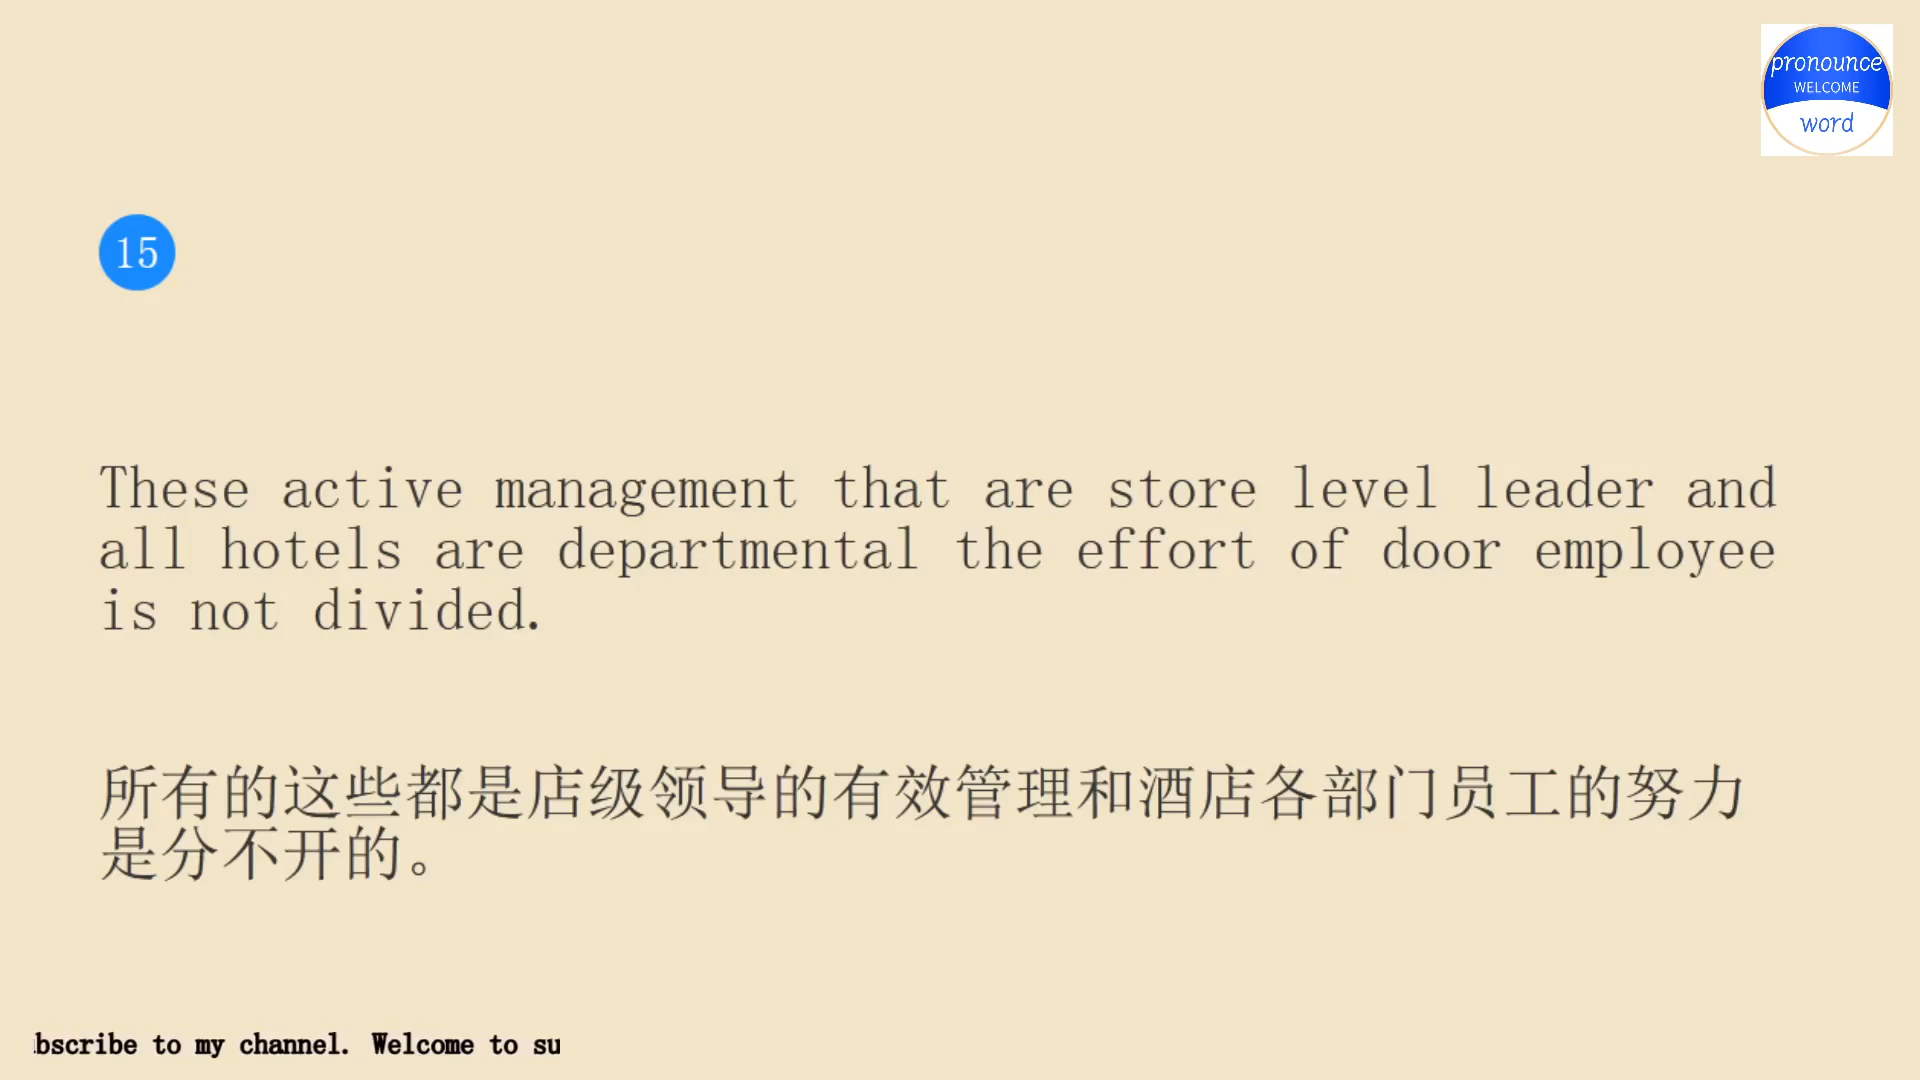 pronounce
WELCOME
word
15
These active management that are store level leader and
all hotels are departmental the effort of door employee
is not divided.
所有的这些都是店级领导的有效管理和酒店各部门员工的努力
是分不开的。
bscribe to my channel. Welcome to su